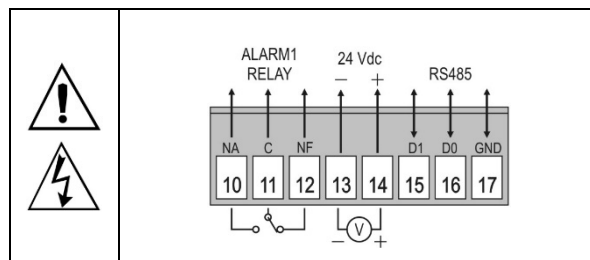 ALARM1 24 Vdc
RELAY − + RS485
NA C NF D1 D0 GND
10 11 12 13 14 15 16 17
− V +